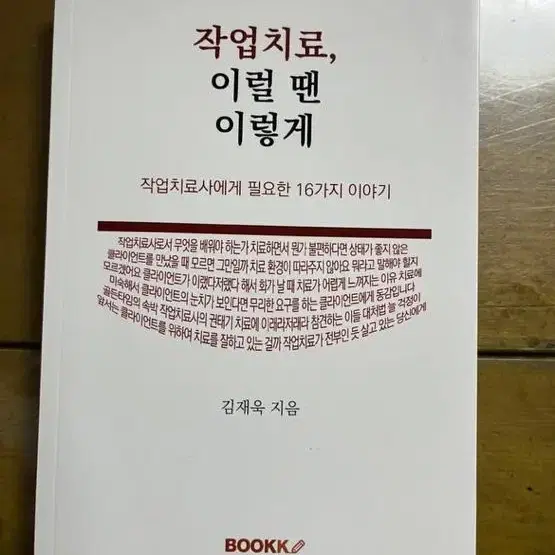 작업치료,
이럴 땐
이렇게
작업치료사에게 필요한 16가지 이야기
작업치료사로서 무엇을 배워야 하는가 치료하면서 뭔가 불편하다면 상태가 좋지 않은
클라이언트를 만났을 때 모르면 그만일까 치료 환경이 따라주지 않아요 뭐라고 말해야 할지
모르겠어요 클라이언트가 이랬다저랬다 해서 화가 날 때 치료가 어렵게 느껴지는 이유 치료에
미숙해서 클라이언트의 눈치가 보인다면 무리한 요구를 하는 클라이언트에게 동감입니다
골든타임의 속박 작업치료사의 권태기 치료에 이래라저래라 참견하는 이들 대처법 늘 걱정이
앞서는 클라이언트를 위하여 치료를 잘하고 있는 걸까 작업치료가 전부인 듯 살고 있는 당신에게
김재욱 지음
BOOKK